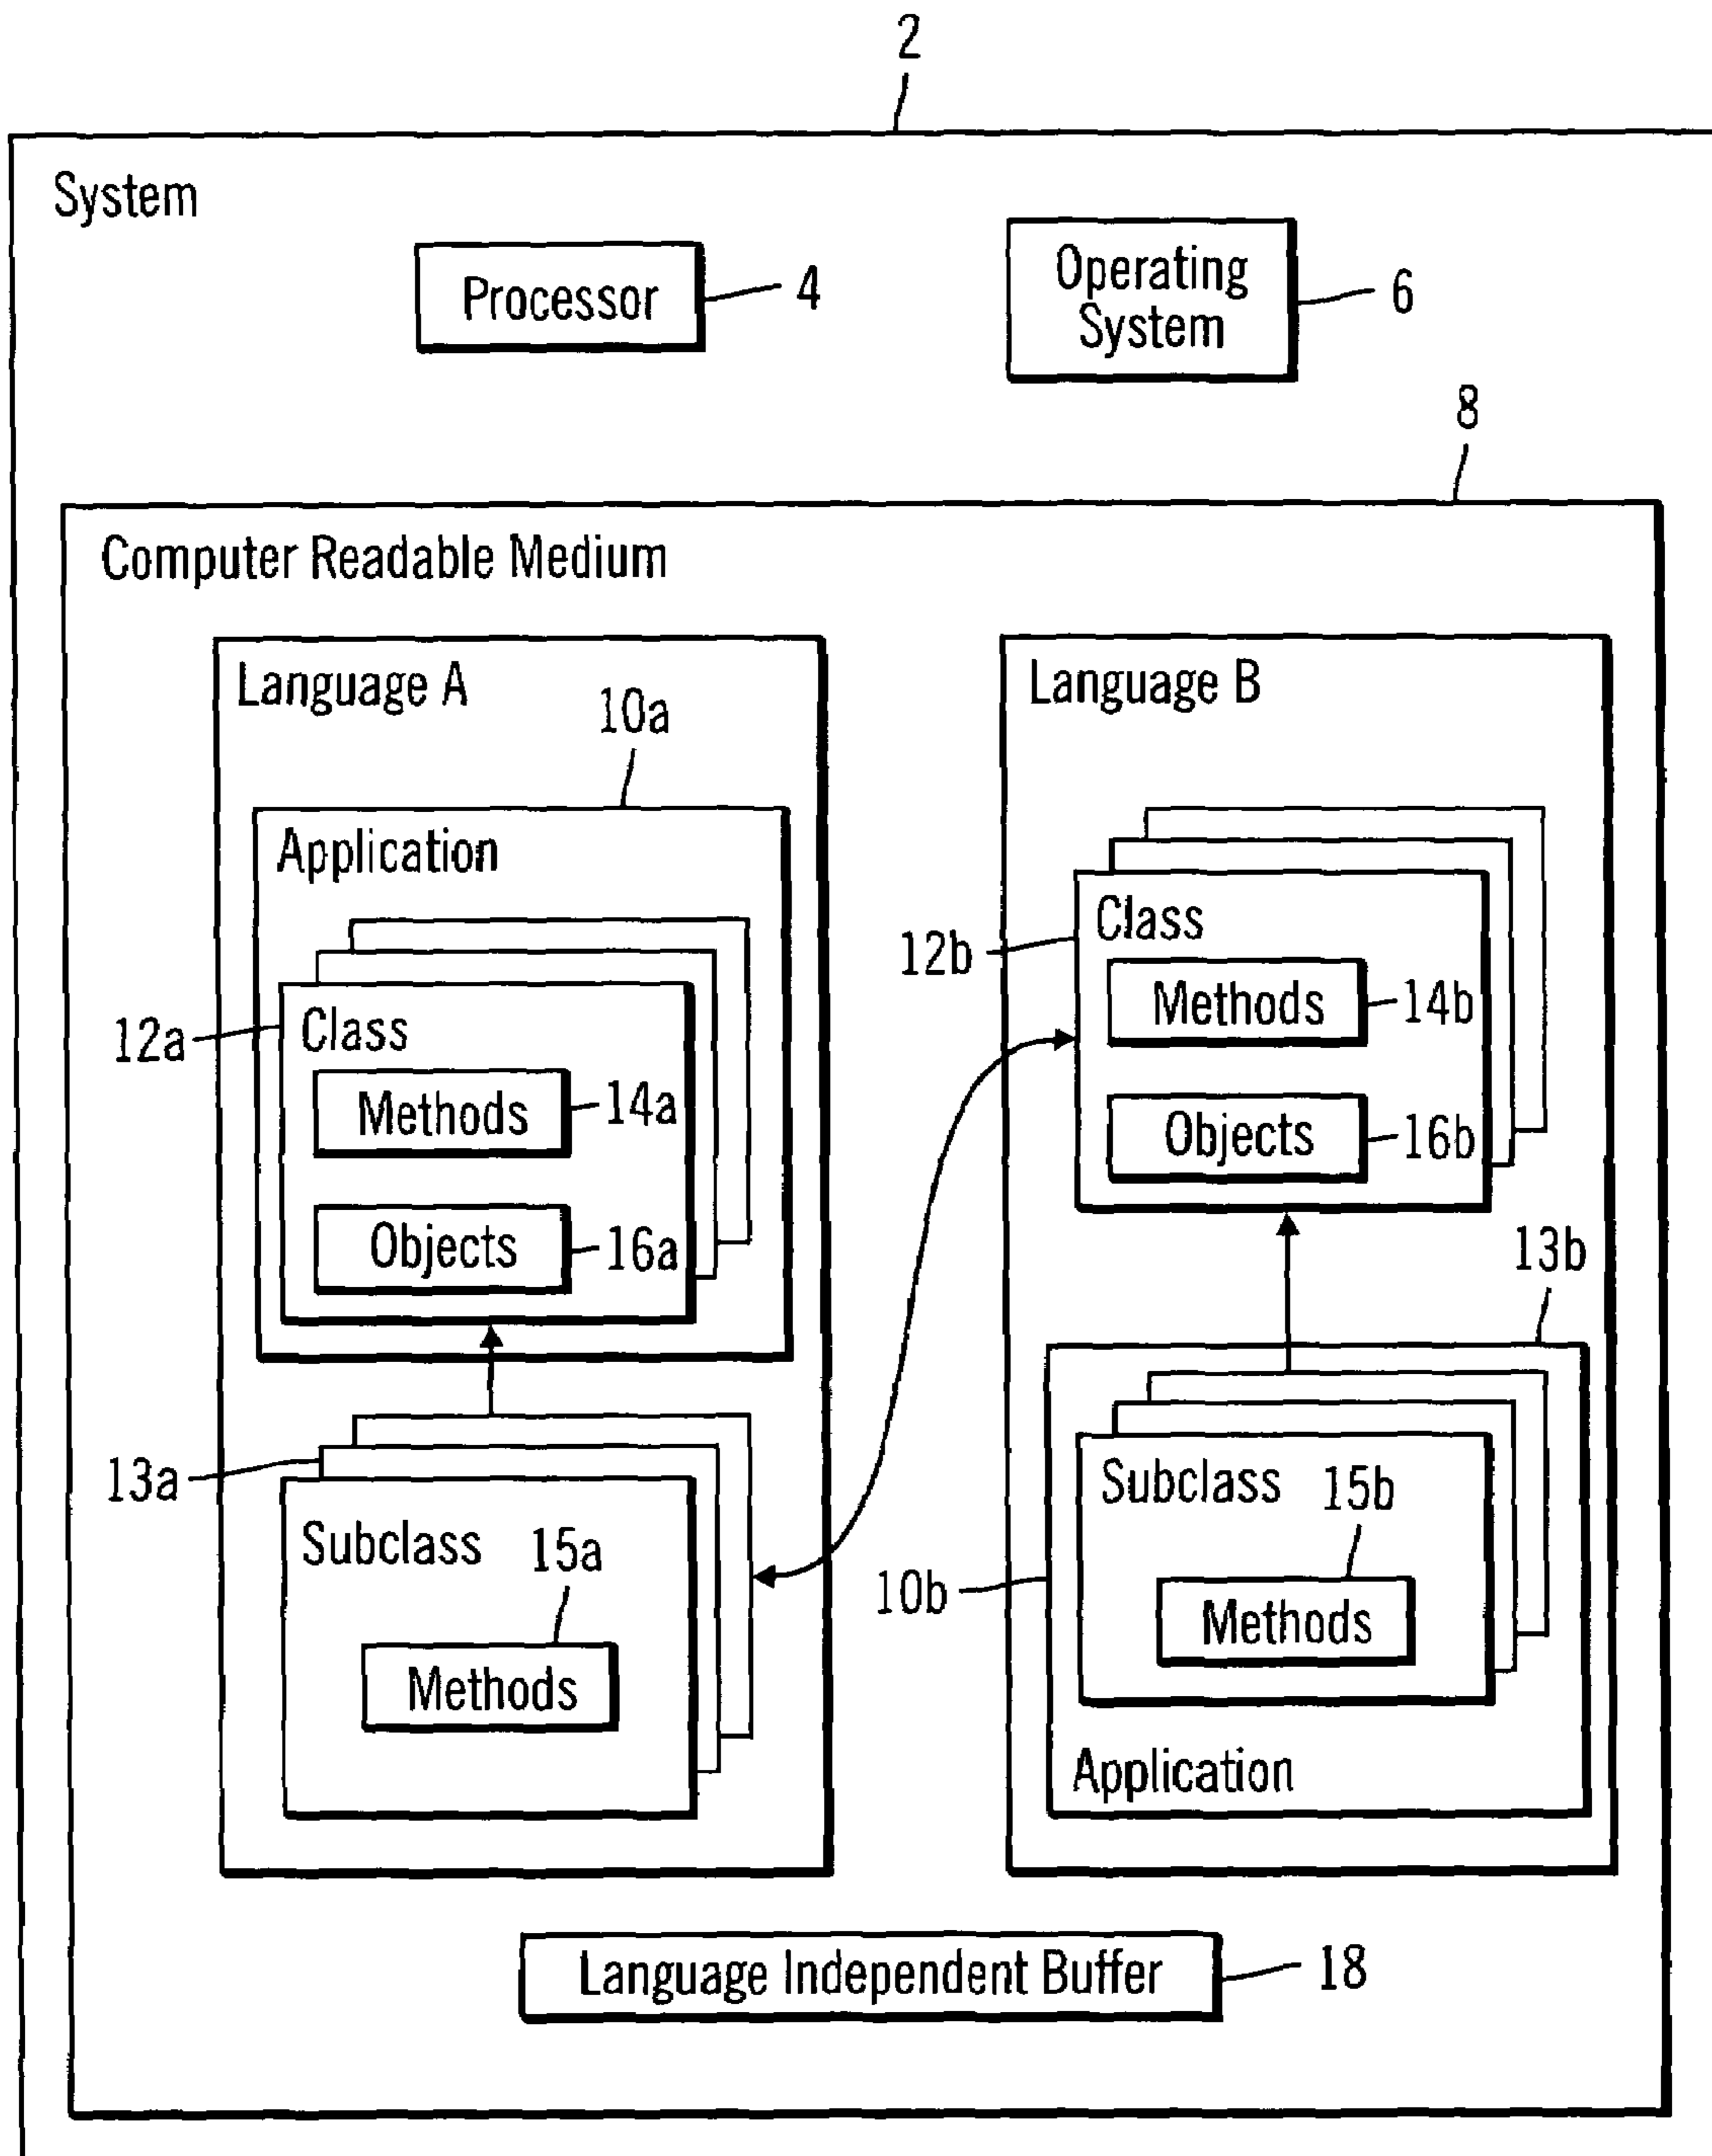 2
System
Processor
4
Operating
System
6
8
Computer Readable Medium
Language A
10a
Application
12a
Class
Methods
14a
Objects
16a
13a
Subclass
15a
Methods
Language B
12b
Class
Methods
14b
Objects
16b
13b
Subclass
15b
10b
Methods
Application
Language Independent Buffer
18